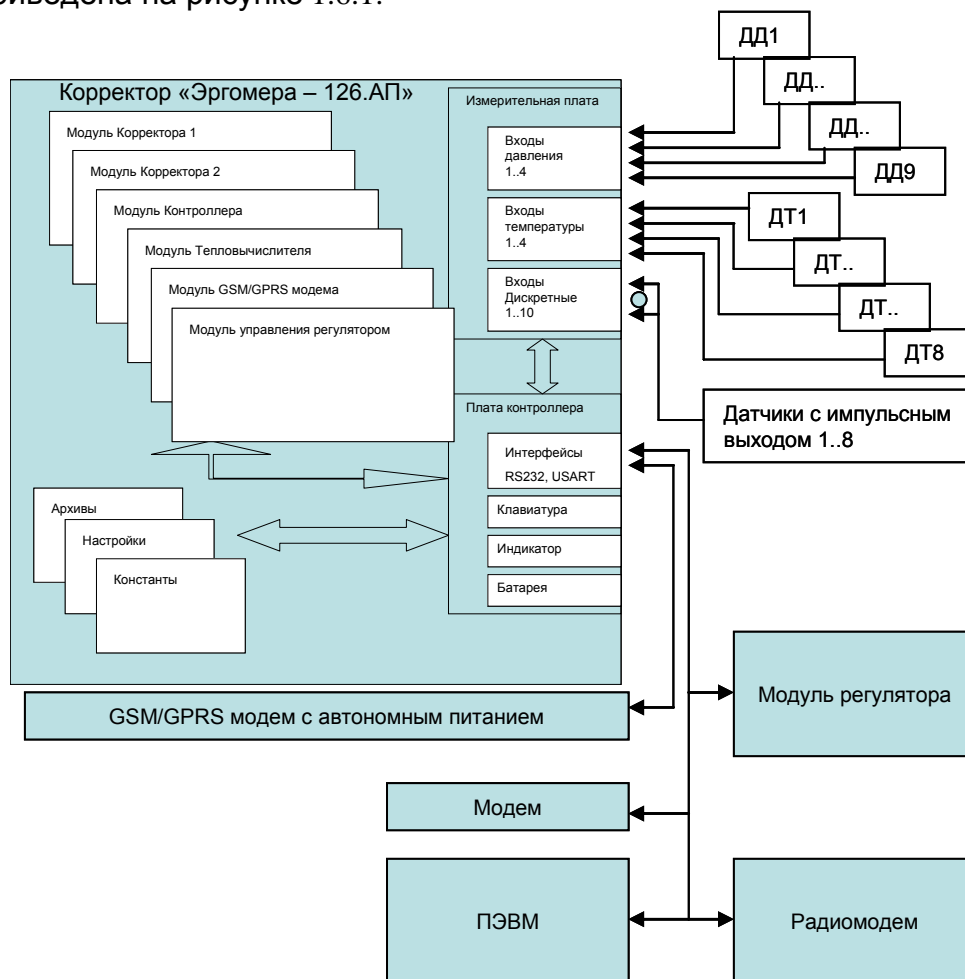 приведена на рисунке 1.6.1.
Корректор «Эргомера – 126.АП»
Модуль Корректора 1
Модуль Корректора 2
Модуль Контроллера
Модуль Тепловычислителя
Модуль GSM/GPRS модема
Модуль управления регулятором
Архивы
Настройки
Константы
Измерительная плата
Входы
давления
1..4
Входы
температуры
1..4
Входы
Дискретные
1..10
Плата контроллера
Интерфейсы
RS232, USART
Клавиатура
Индикатор
Батарея
ДД1
ДД..
ДД..
ДД9
ДТ1
ДТ..
ДТ..
ДТ8
Датчики с импульсным
выходом 1..8
GSM/GPRS модем с автономным питанием
Модуль регулятора
Модем
ПЭВМ
Радиомодем